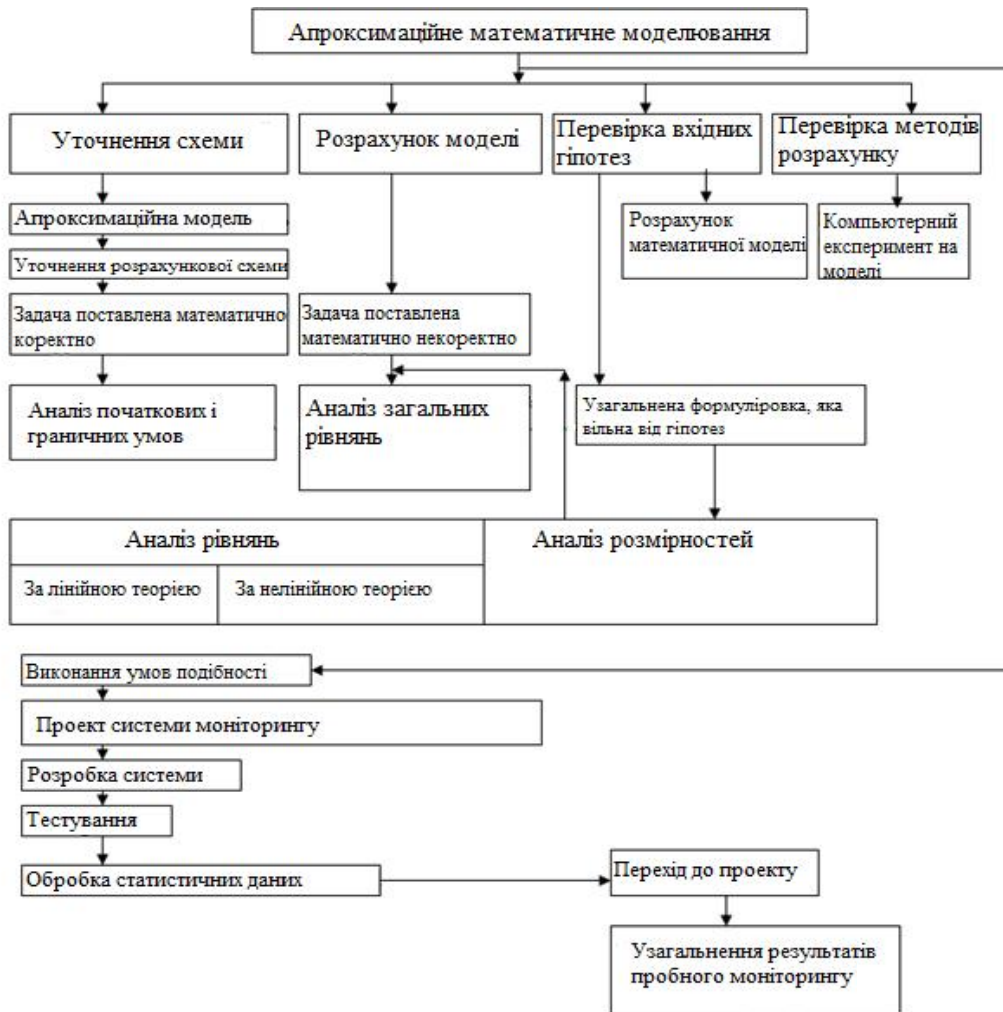 Апроксимаційне математичне моделювання
Уточнення схеми
Розрахунок моделі
Перевірка вхідних
гіпотез
Перевірка методів
розрахунку
Апроксимаційна модель
Уточнення розрахункової схеми
Задача поставлена математично
коректно
Аналіз початкових і
граничних умов
Задача поставлена
математично некоректно
Аналіз загальних
рівнянь
Розрахунок
математичної моделі
Компьютерний
експеримент на
моделі
Узагальнена формуліровка, яка
вільна від гіпотез
Аналіз рівнянь
Аналіз розмірностей
За лінійною теорією
За нелінійною теорією
Виконання умов подібності
Проект системи моніторингу
Розробка системи
Тестування
Обробка статистичних даних
Перехід до проекту
Узагальнення результатів
пробного моніторингу